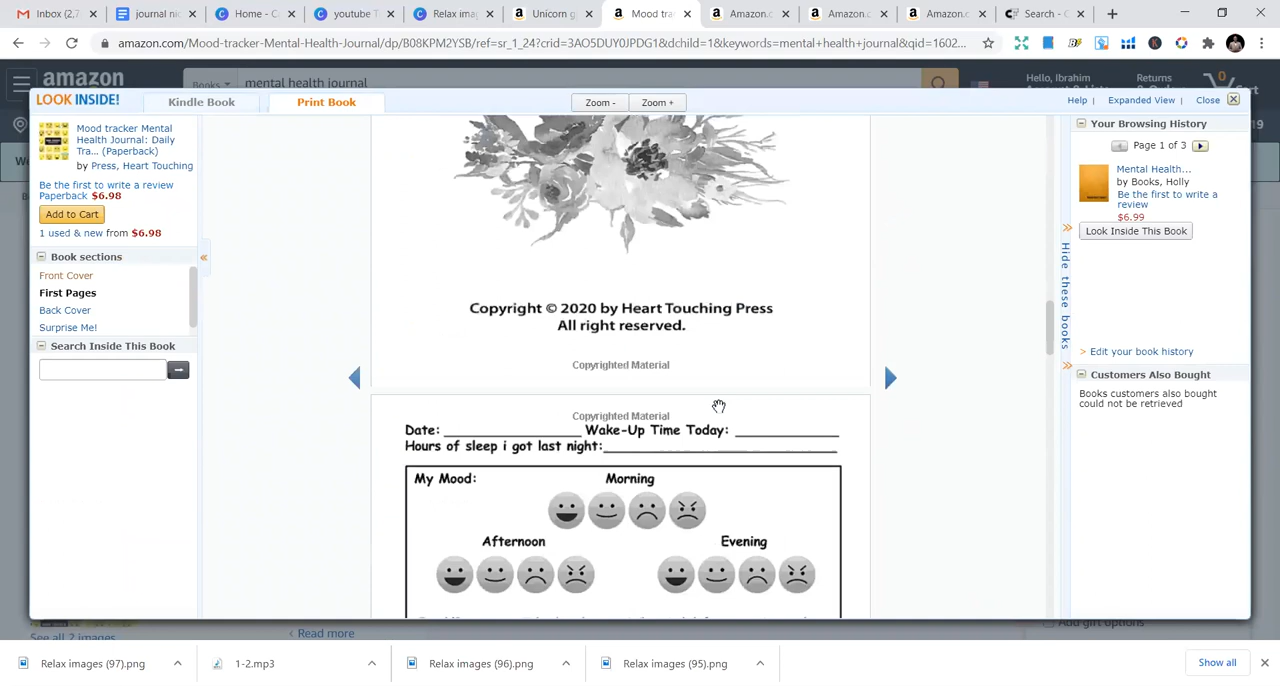 Inbox (2,7
journal nic
Home - C
youtube T
Relax imag
Unicorn g
Mood tra
Amazon.c
Amazon.c
Amazon.c
Search - C
amazon.com/Mood-tracker-Mental-Health-Journal/dp/B08KPM2YSB/ref=sr_1_24?crid=3AO5DUY0JPDG1&dchild=1&keywords=mental+health+journal&qid=1602...
amazon
Books
mental health journal
Hello, Ibrahim
Returns
0
LOOK INSIDE!
Kindle Book
Print Book
Zoom -
Zoom +
Help |
Expanded View |
Close
Mood tracker Mental
Health Journal: Daily
Tra... (Paperback)
by Press, Heart Touching
Be the first to write a review
Paperback $6.98
Add to Cart
1 used & new from $6.98
Book sections
Front Cover
First Pages
Back Cover
Surprise Me!
Search Inside This Book
Copyright © 2020 by Heart Touching Press
All right reserved.
Copyrighted Material
Copyrighted Material
Date:
Wake-Up Time Today:
Hours of sleep i got last night:
My Mood:
Morning
Afternoon
Evening
Your Browsing History
Page 1 of 3
Mental Health...
by Books, Holly
Be the first to write a
review
$6.99
Look Inside This Book
Hide these books
> Edit your book history
Customers Also Bought
Books customers also bought
could not be retrieved
See all 2 images
‹ Read more
Add gift options
Relax images (97).png
1-2.mp3
Relax images (96).png
Relax images (95).png
Show all